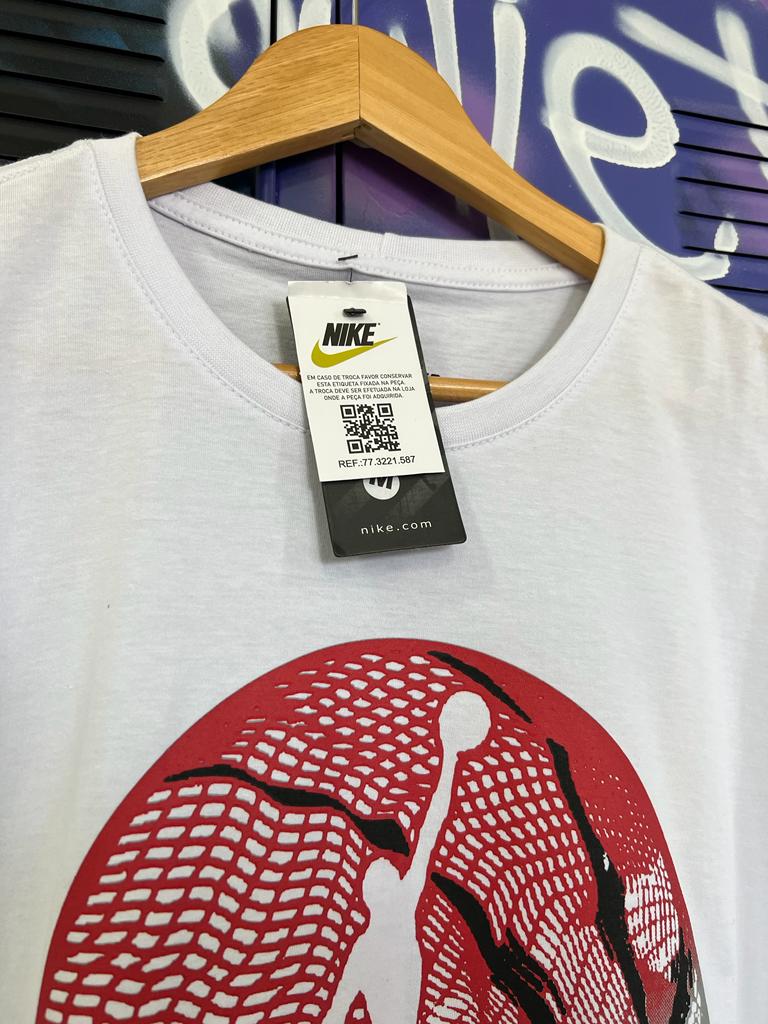 NIKE
EM CASO DE TROCA FAVOR CONSERVAR
ESTA ETIQUETA FIXADA NA PEÇA.
A TROCA DEVE SER EFETUADA NA LOJA
ONDE A PEÇA FOI ADQUIRIDA.
REF.:77.3221.587
M
nike.com